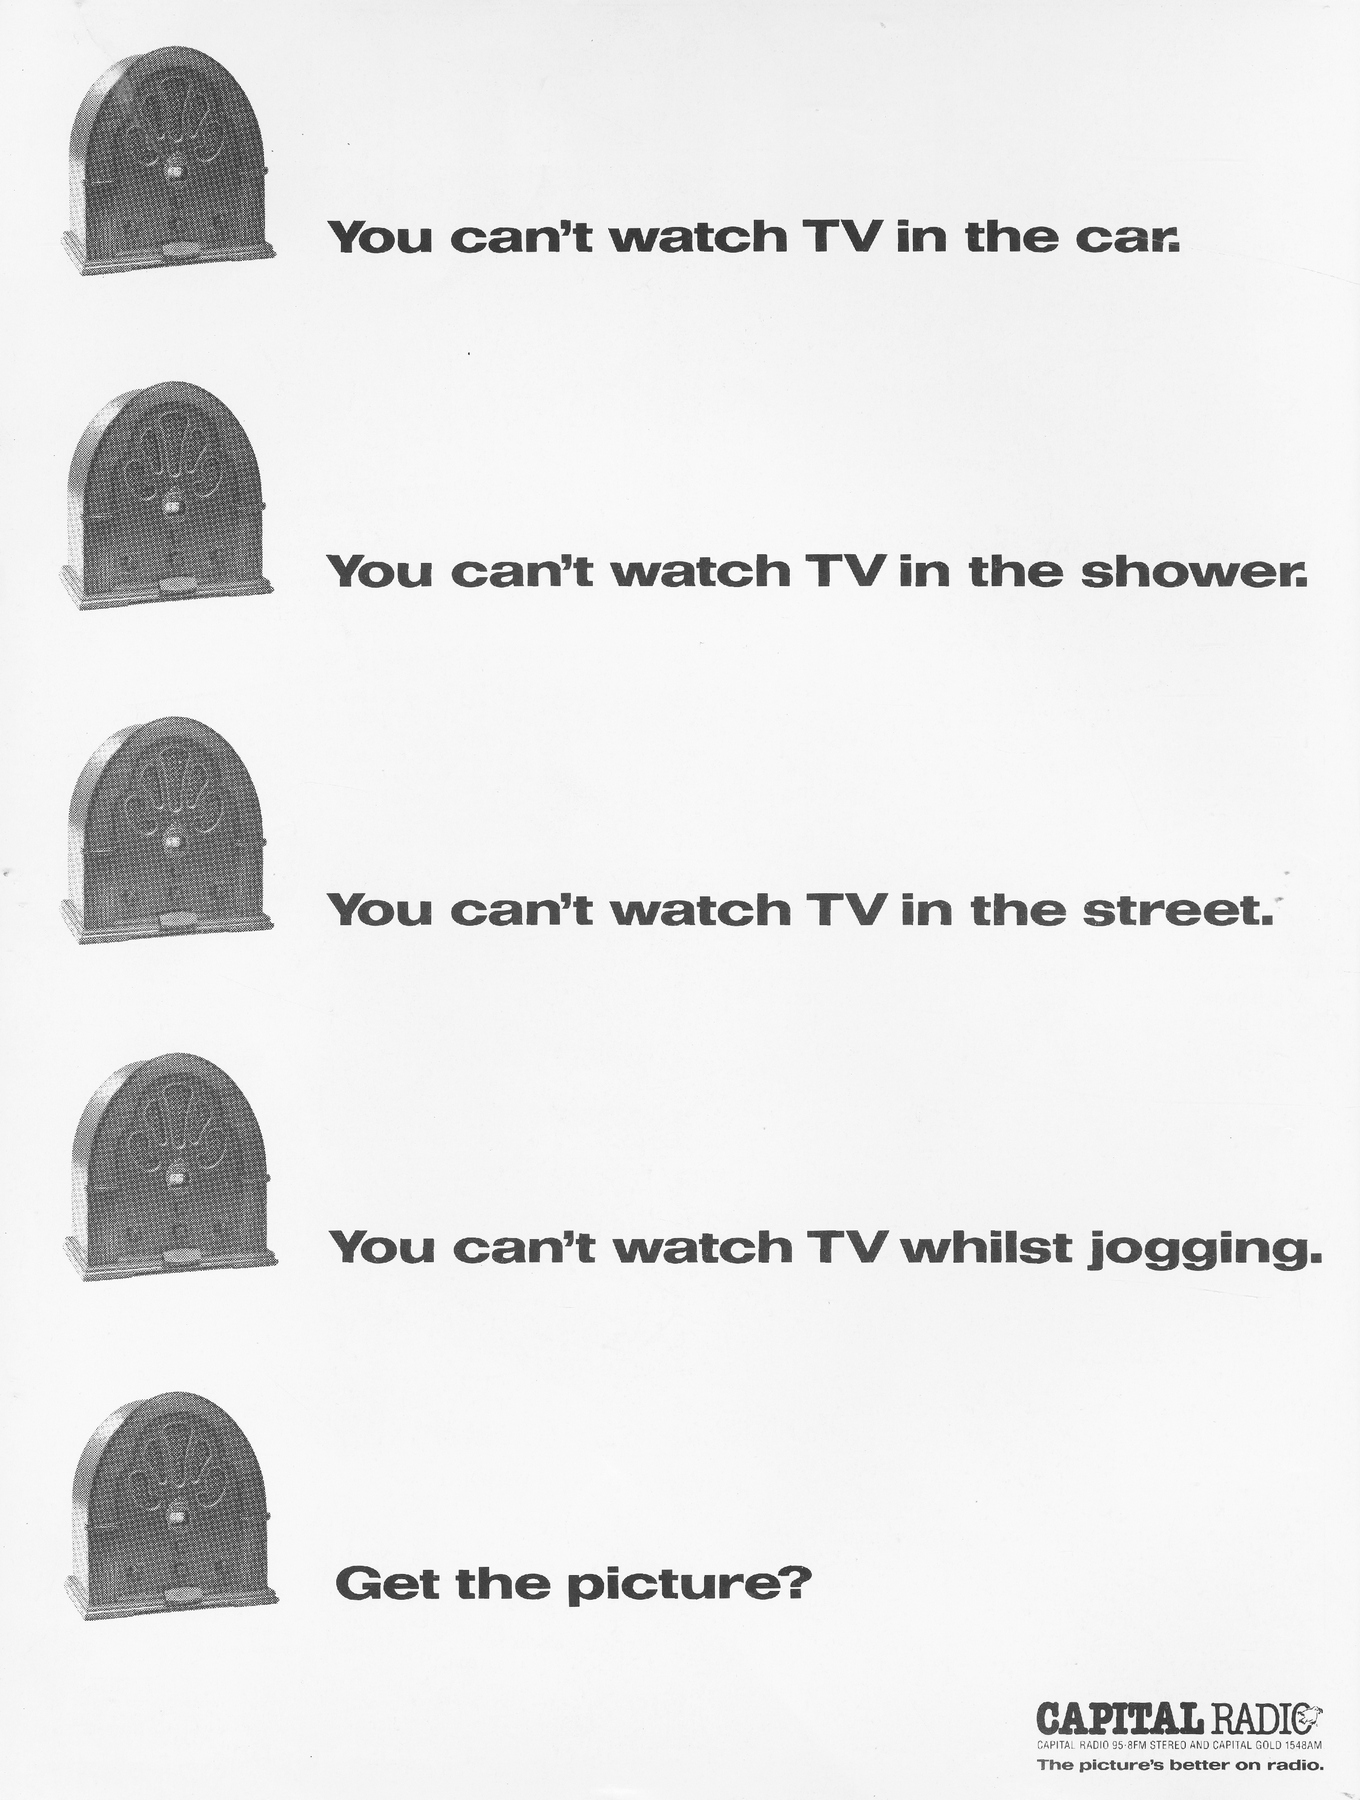 You can't watch TV in the car.
You can't watch TV in the shower.
You can't watch TV in the street.
You can't watch TV whilst jogging.
Get the picture?
CAPITAL RADIO
CAPITAL RADIO 95·8FM STEREO AND CAPITAL GOLD 1548AM
The picture's better on radio.